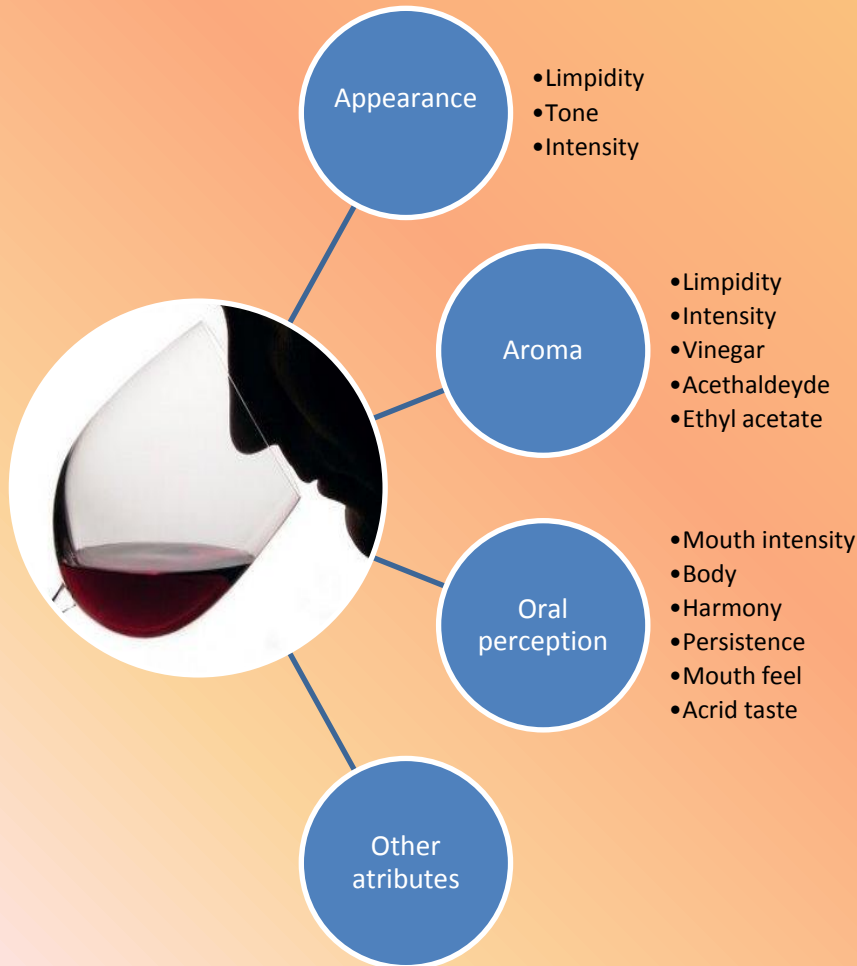 Appearance
•Limpidity
•Tone
•Intensity
Aroma
•Limpidity
•Intensity
•Vinegar
•Acethaldeyde
•Ethyl acetate
Oral
perception
•Mouth intensity
•Body
•Harmony
•Persistence
•Mouth feel
•Acrid taste
Other
atributes